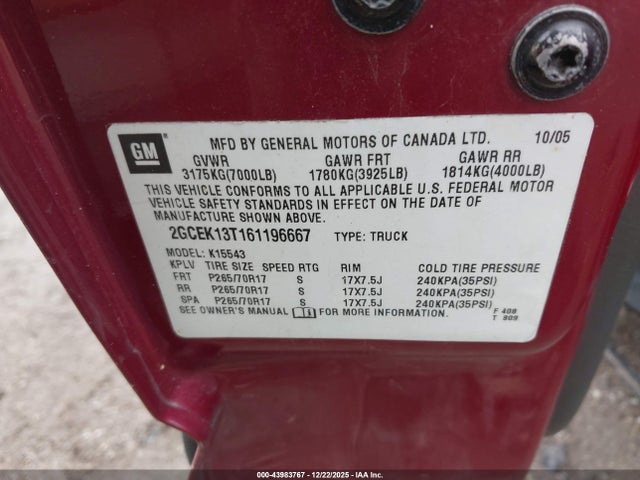 GM MFD BY GENERAL MOTORS OF CANADA LTD. 10/05
GVWR GAWR FRT GAWR RR
3175KG(7000LB) 1780KG(3925LB) 1814KG(4000LB)
THIS VEHICLE CONFORMS TO ALL APPLICABLE U.S. FEDERAL MOTOR
VEHICLE SAFETY STANDARDS IN EFFECT ON THE DATE OF
MANUFACTURE SHOWN ABOVE.
2GCEK13T161196667 TYPE: TRUCK
MODEL: K15543
KPLV TIRE SIZE SPEED RTG RIM COLD TIRE PRESSURE
FRT P265/70R17 S 17X7.5J 240KPA(35PSI)
RR P265/70R17 S 17X7.5J 240KPA(35PSI)
SPA P265/70R17 S 17X7.5J 240KPA(35PSI)
SEE OWNER'S MANUAL FOR MORE INFORMATION.
F 408
T 809
000-43983767 • 12/22/2025 • IAA Inc.